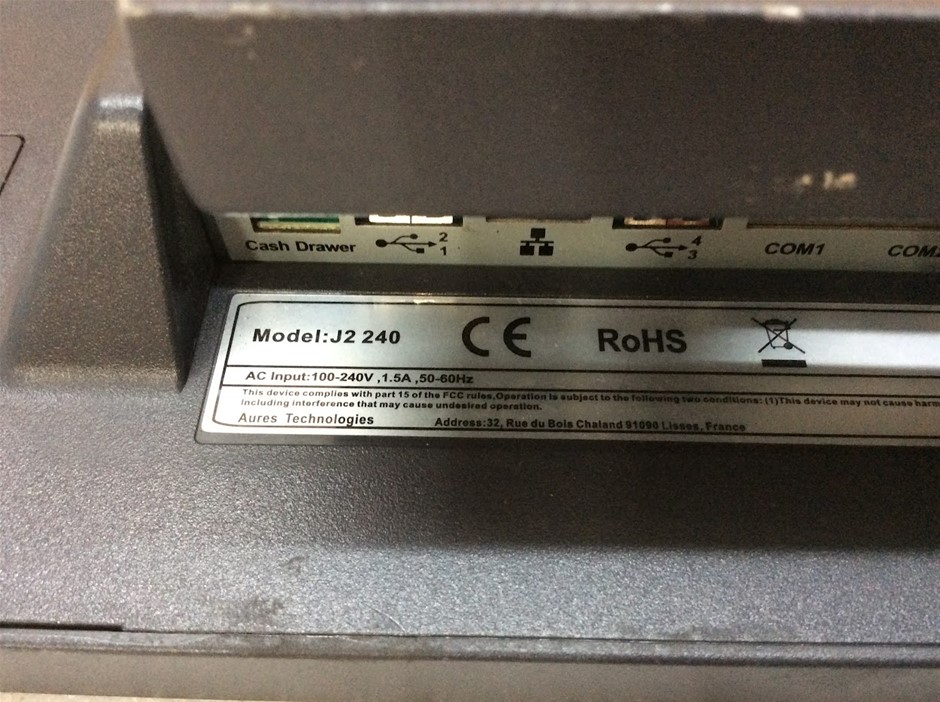 Cash Drawer 2 1 4 3 COM1 COM
Model:J2 240 CE RoHS
AC Input:100-240V ,1.5A ,50-60Hz
This device complies with part 15 of the FCC rules,Operation is subject to the following two conditions: (1)This device may not cause harm
Including interference that may cause undesired operation.
Aures Technologies Address:32, Rue du Bois Chaland 91090 Lisses, France